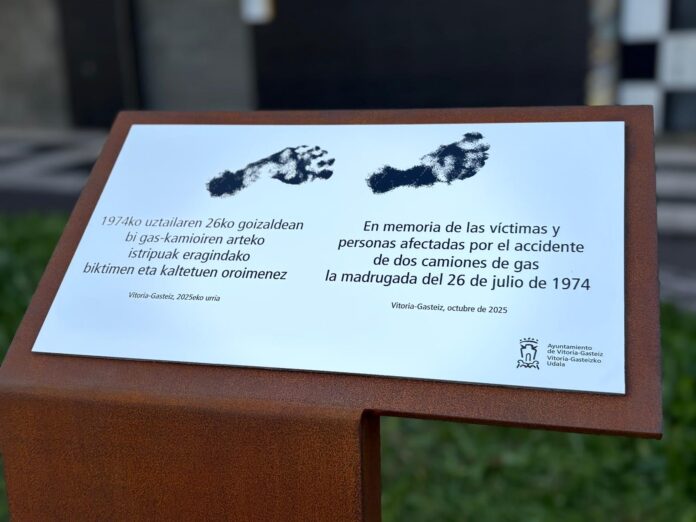 1974ko uztailaren 26ko goizaldean
bi gas-kamioiren arteko
istripuak eragindako
biktimen eta kaltetuen oroimenez
Vitoria-Gasteiz, 2025eko urria
En memoria de las víctimas y
personas afectadas por el accidente
de dos camiones de gas
la madrugada del 26 de julio de 1974
Vitoria-Gasteiz, octubre de 2025
Ayuntamiento
de Vitoria-Gasteiz
Vitoria-Gasteizko
Udala